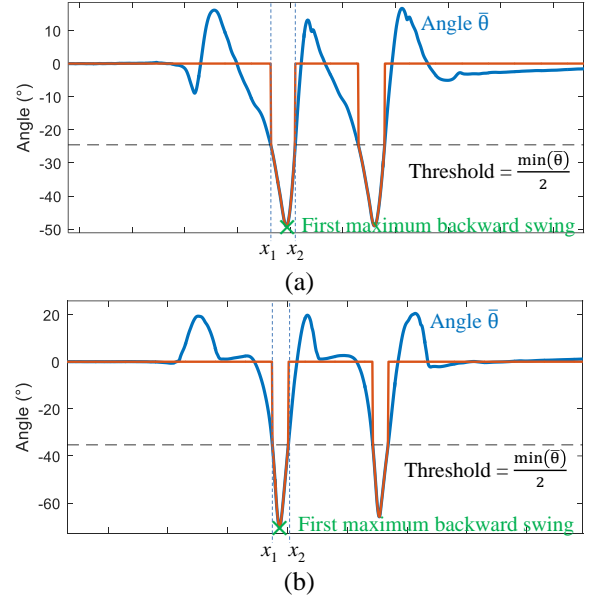 Angle θ̄
10
0
-10
-20
-30
-40
-50
Angle (°)
Threshold = min(θ̄)/2
First maximum backward swing
x₁ x₂
(a)
20
0
-20
-40
-60
Angle (°)
Angle θ̄
Threshold = min(θ̄)/2
First maximum backward swing
x₁ x₂
(b)